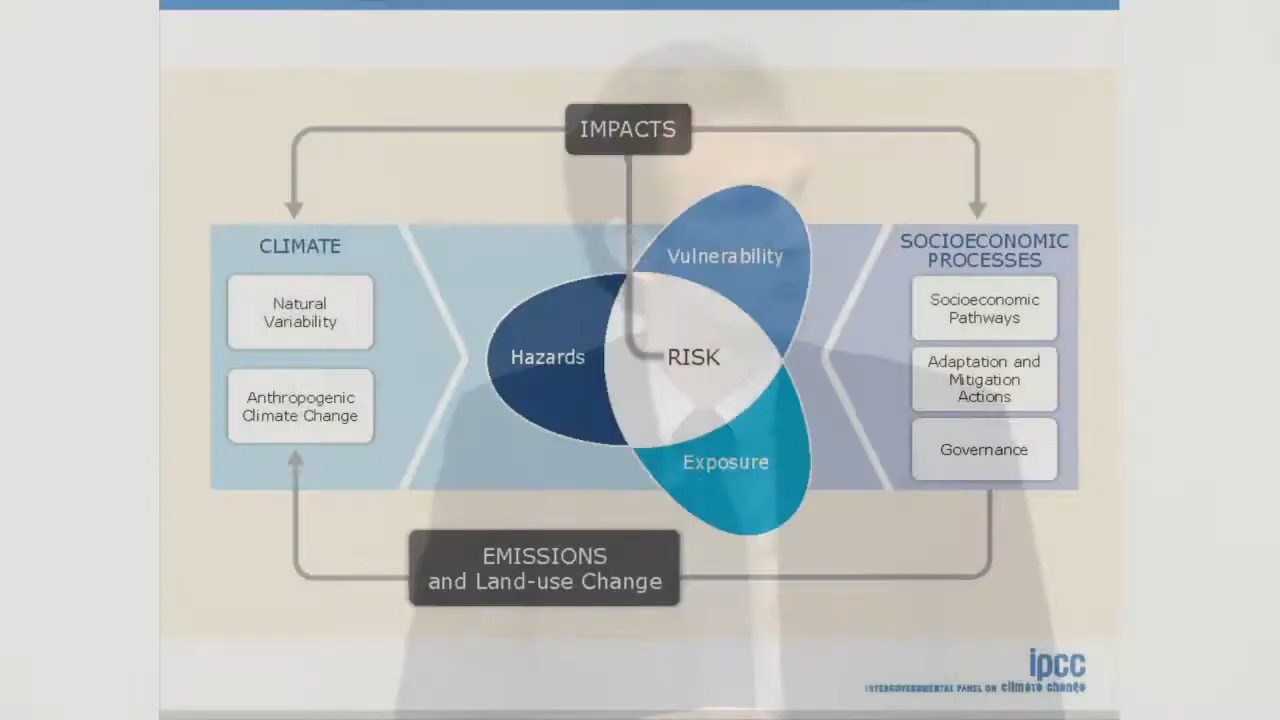 IMPACTS
CLIMATE
Natural
Variability
Anthropogenic
Climate Change
Vulnerability
Hazards
RISK
Exposure
SOCIOECONOMIC
PROCESSES
Socioeconomic
Pathways
Adaptation and
Mitigation
Actions
Governance
EMISSIONS
and Land-use Change
ipcc
INTERGOVERNMENTAL PANEL ON climate change